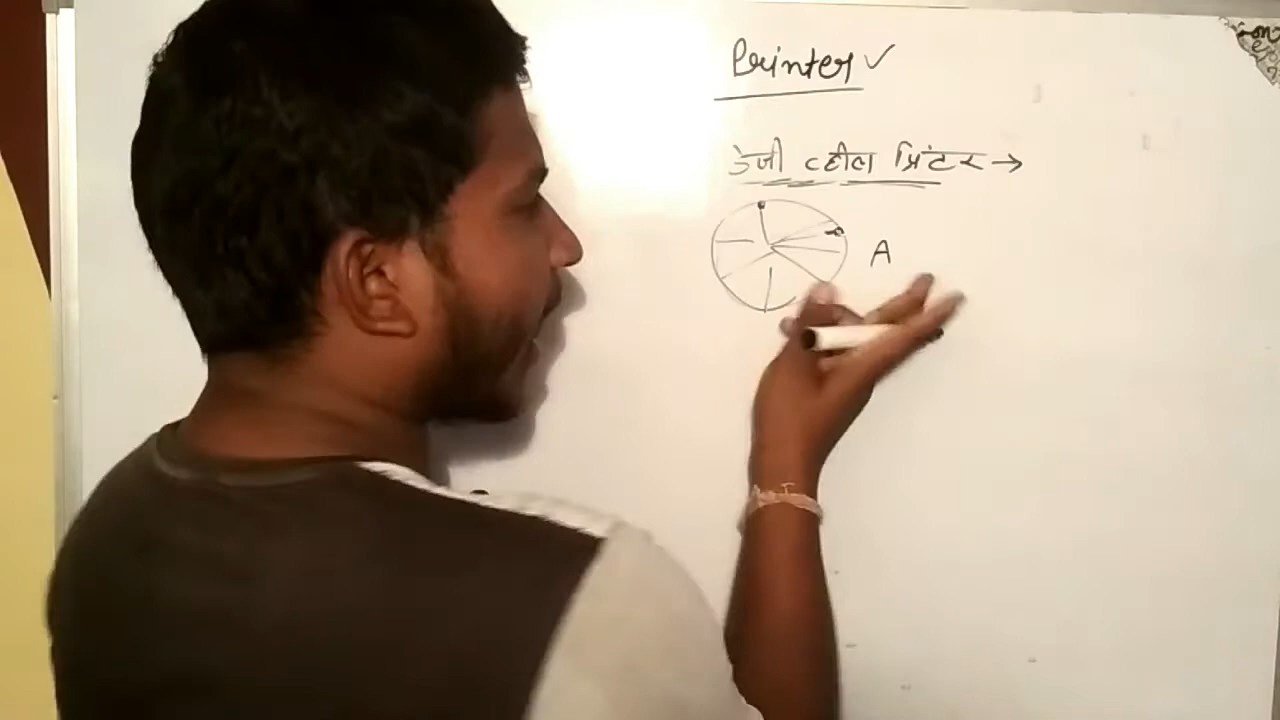 Printer ✓
डेजी व्हील प्रिंटर →
A